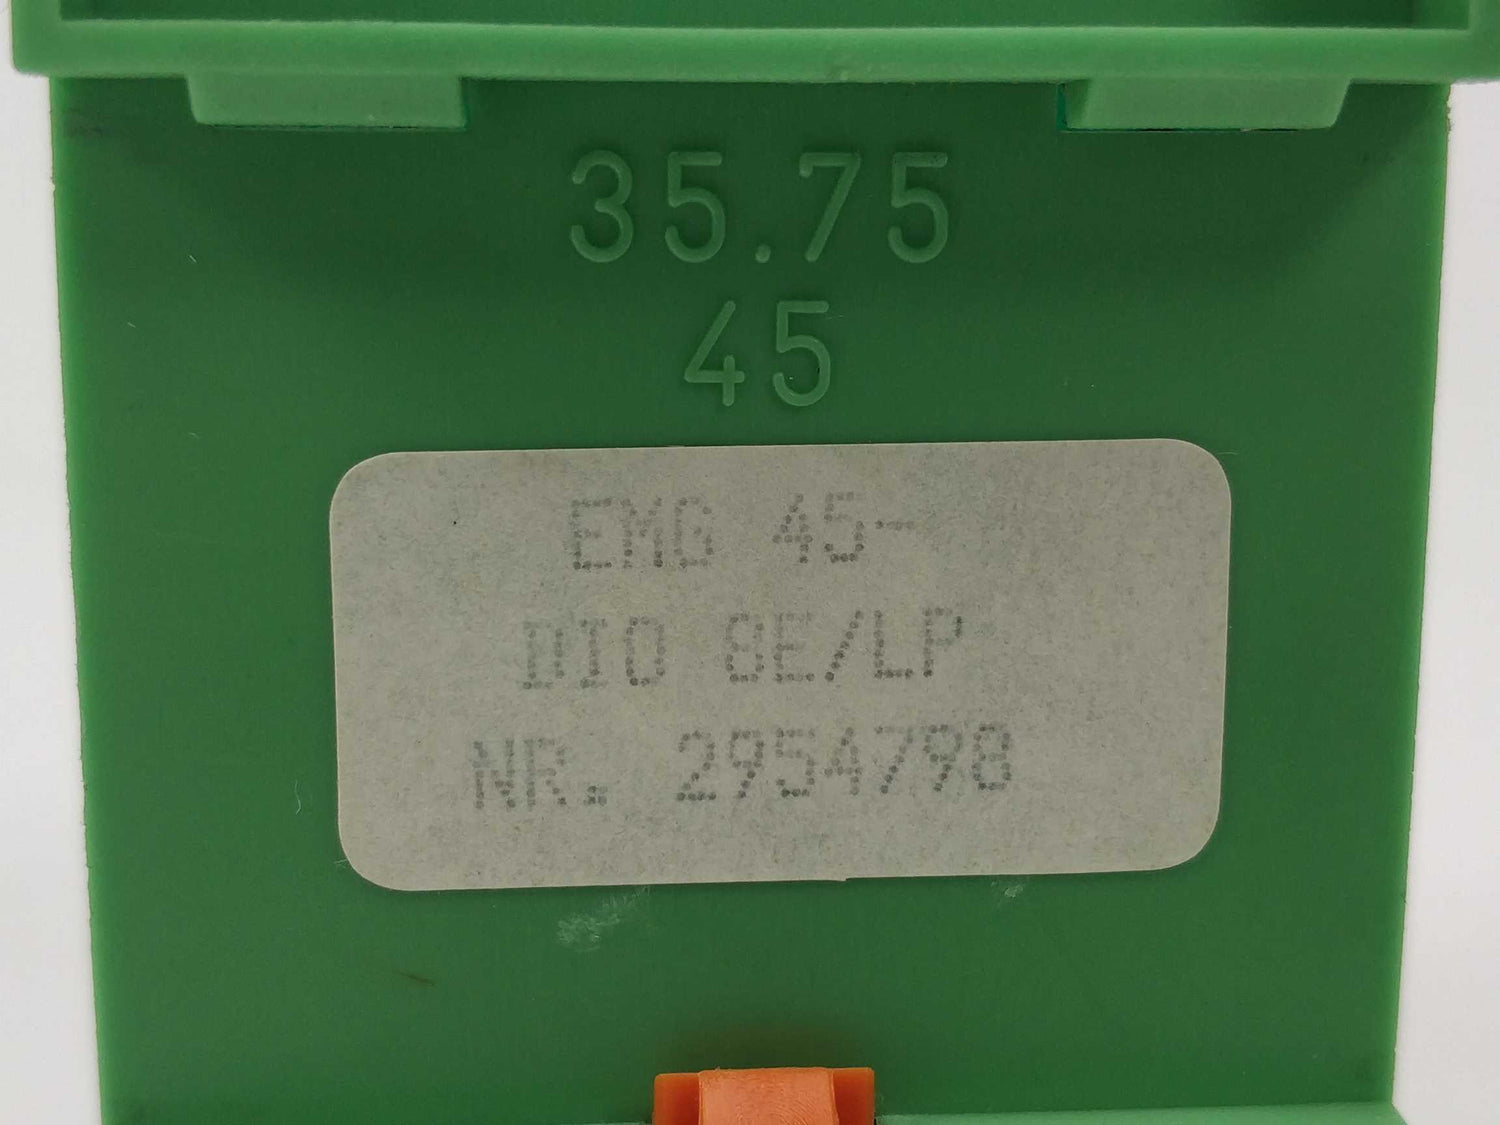 35.75
45
EMG 45-
DIO 8E/LP
NR. 2954798